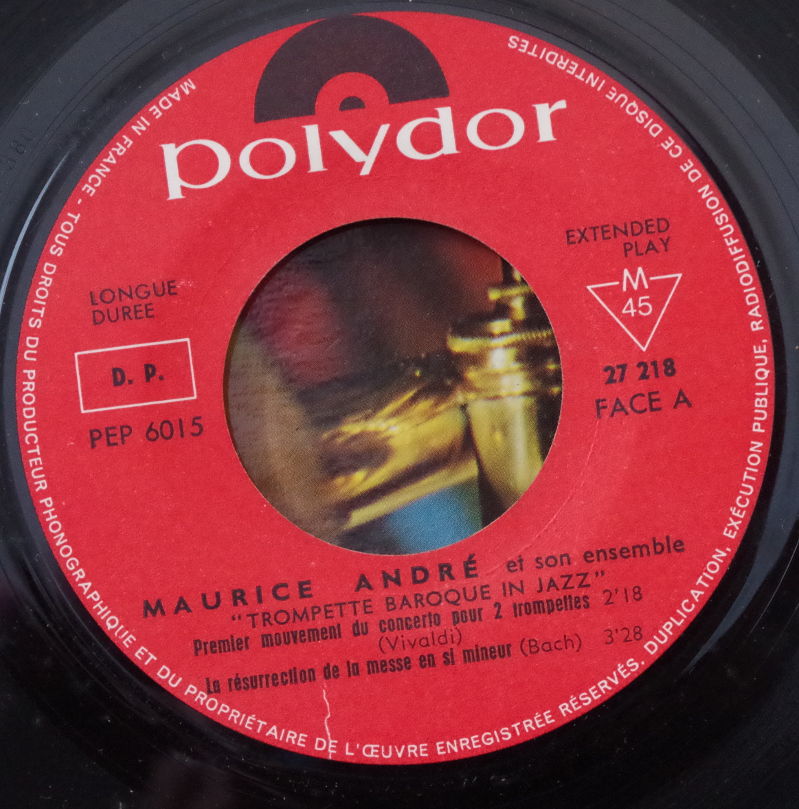 polydor
MADE IN FRANCE - TOUS DROITS DU PRODUCTEUR PHONOGRAPHIQUE ET DU PROPRIÉTAIRE DE L'ŒUVRE ENREGISTRÉE RÉSERVÉS. DUPLICATION, EXÉCUTION PUBLIQUE, RADIODIFFUSION DE CE DISQUE INTERDITES
LONGUE
DUREE
D. P.
PEP 6015
EXTENDED
PLAY
M
45
27 218
FACE A
MAURICE ANDRÉ et son ensemble
"TROMPETTE BAROQUE IN JAZZ"
Premier mouvement du concerto pour 2 trompettes 2'18
(Vivaldi)
La résurrection de la messe en si mineur (Bach) 3'28